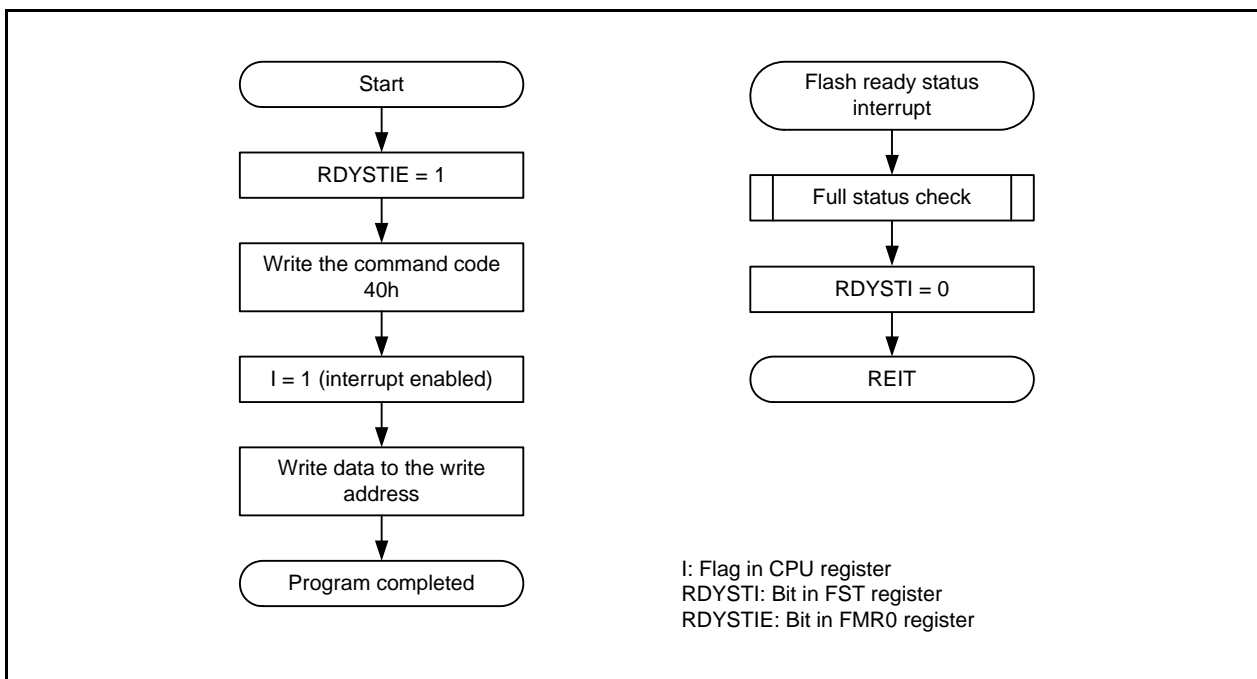 Start
RDYSTIE = 1
Write the command code
40h
I = 1 (interrupt enabled)
Write data to the write
address
Program completed
Flash ready status
interrupt
Full status check
RDYSTI = 0
REIT
I: Flag in CPU register
RDYSTI: Bit in FST register
RDYSTIE: Bit in FMR0 register